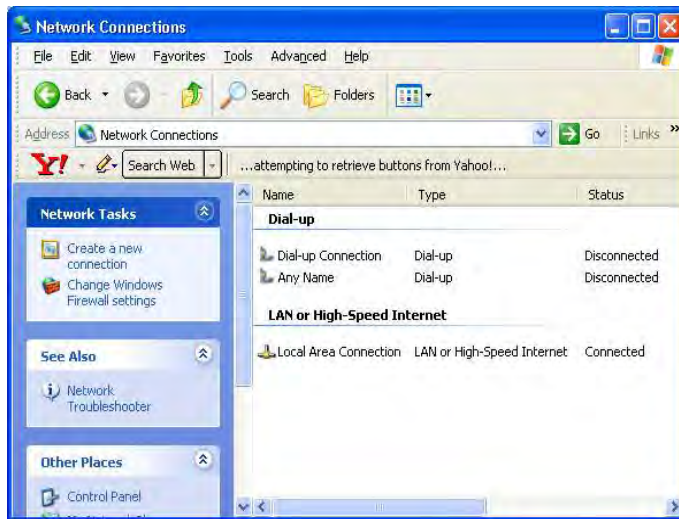 Network Connections
File Edit View Favorites Tools Advanced Help
Back Search Folders
Address Network Connections Go Links »
Y! Search Web ...attempting to retrieve buttons from Yahoo!...
Name Type Status
Network Tasks
Create a new
connection
Change Windows
Firewall settings
See Also
Network
Troubleshooter
Other Places
Control Panel
Dial-up
Dial-up Connection Dial-up Disconnected
Any Name Dial-up Disconnected
LAN or High-Speed Internet
Local Area Connection LAN or High-Speed Internet Connected